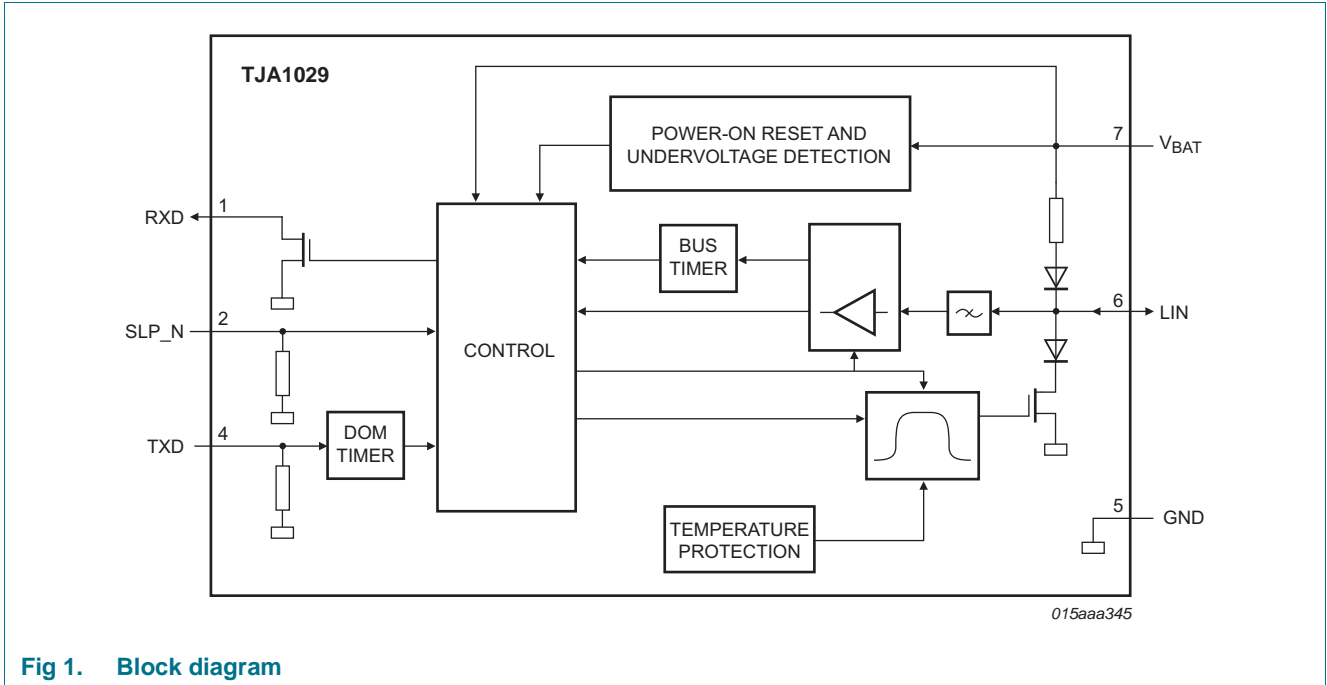 TJA1029
POWER-ON RESET AND
UNDERVOLTAGE DETECTION
7
VBAT
RXD
1
BUS
TIMER
6
LIN
SLP_N
2
CONTROL
TXD
4
DOM
TIMER
TEMPERATURE
PROTECTION
5
GND
015aaa345
Fig 1. Block diagram